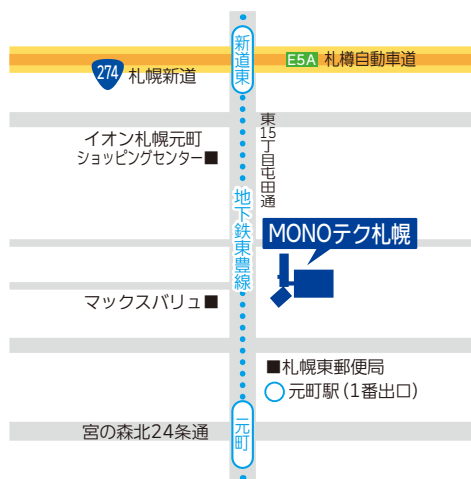 新道東
E5A 札樽自動車道
274 札幌新道
東15丁目屯田通
イオン札幌元町
ショッピングセンター■
地下鉄東豊線
MONOテク札幌
マックスバリュ■
■札幌東郵便局
元町駅(1番出口)
元町
宮の森北24条通